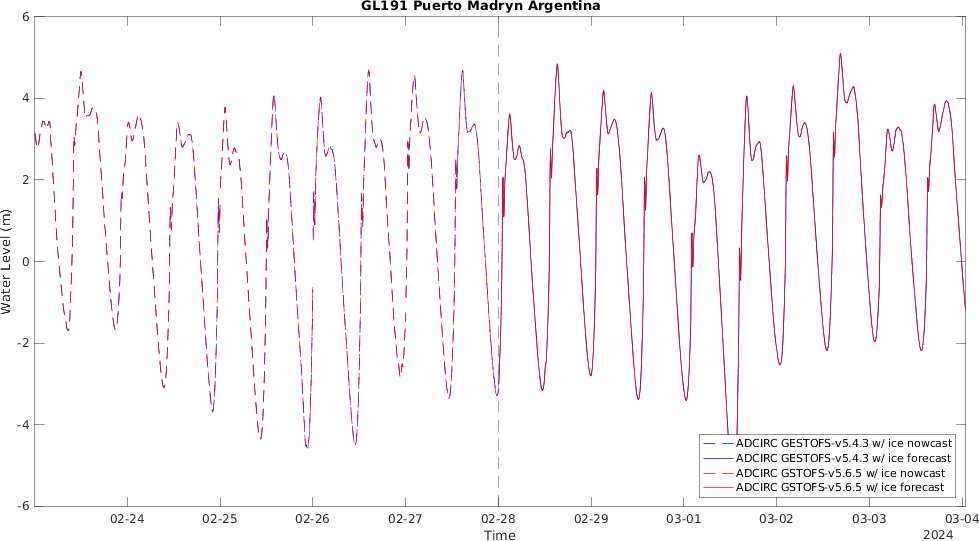 GL191 Puerto Madryn Argentina
6
4
2
0
-2
-4
-6
Water Level (m)
02-24 02-25 02-26 02-27 02-28 02-29 03-01 03-02 03-03 03-04
Time
2024
ADCIRC GESTOFS-v5.4.3 w/ ice nowcast
ADCIRC GESTOFS-v5.4.3 w/ ice forecast
ADCIRC GSTOFS-v5.6.5 w/ ice nowcast
ADCIRC GSTOFS-v5.6.5 w/ ice forecast